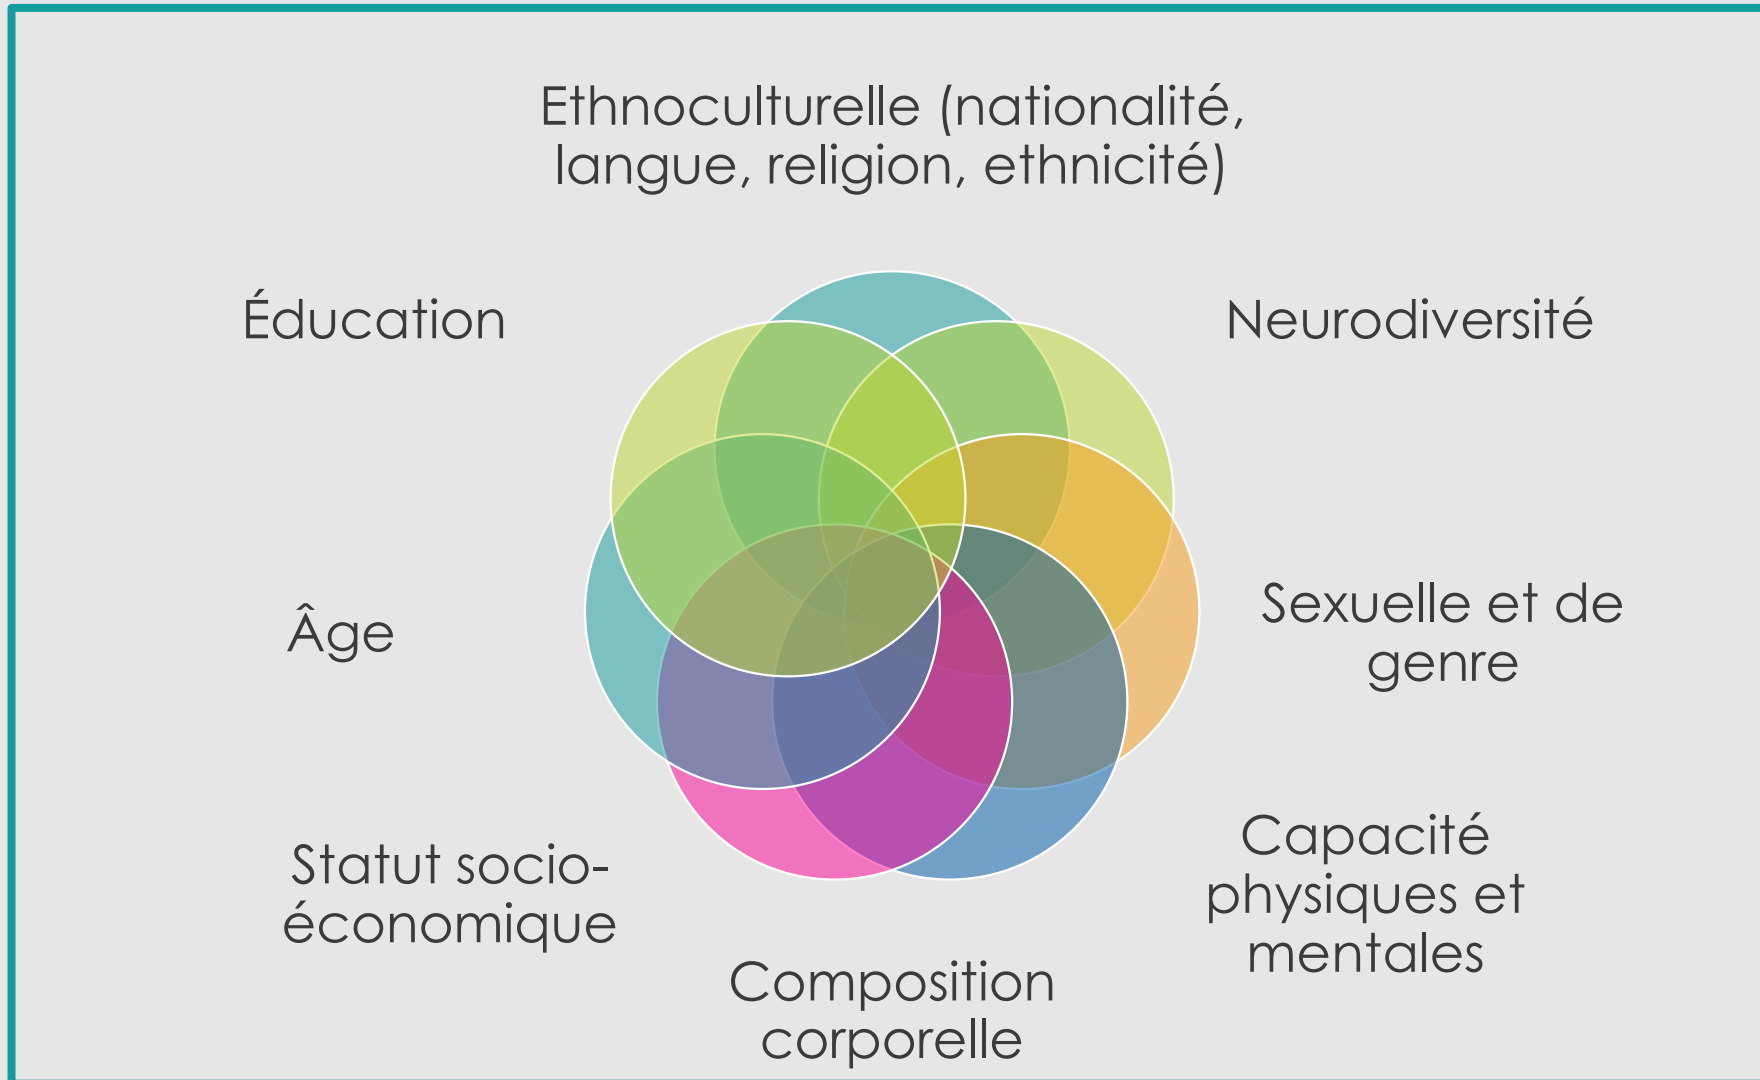 Ethnoculturelle (nationalité,
langue, religion, ethnicité)
Éducation
Neurodiversité
Âge
Sexuelle et de
genre
Statut socio-
économique
Capacité
physiques et
mentales
Composition
corporelle